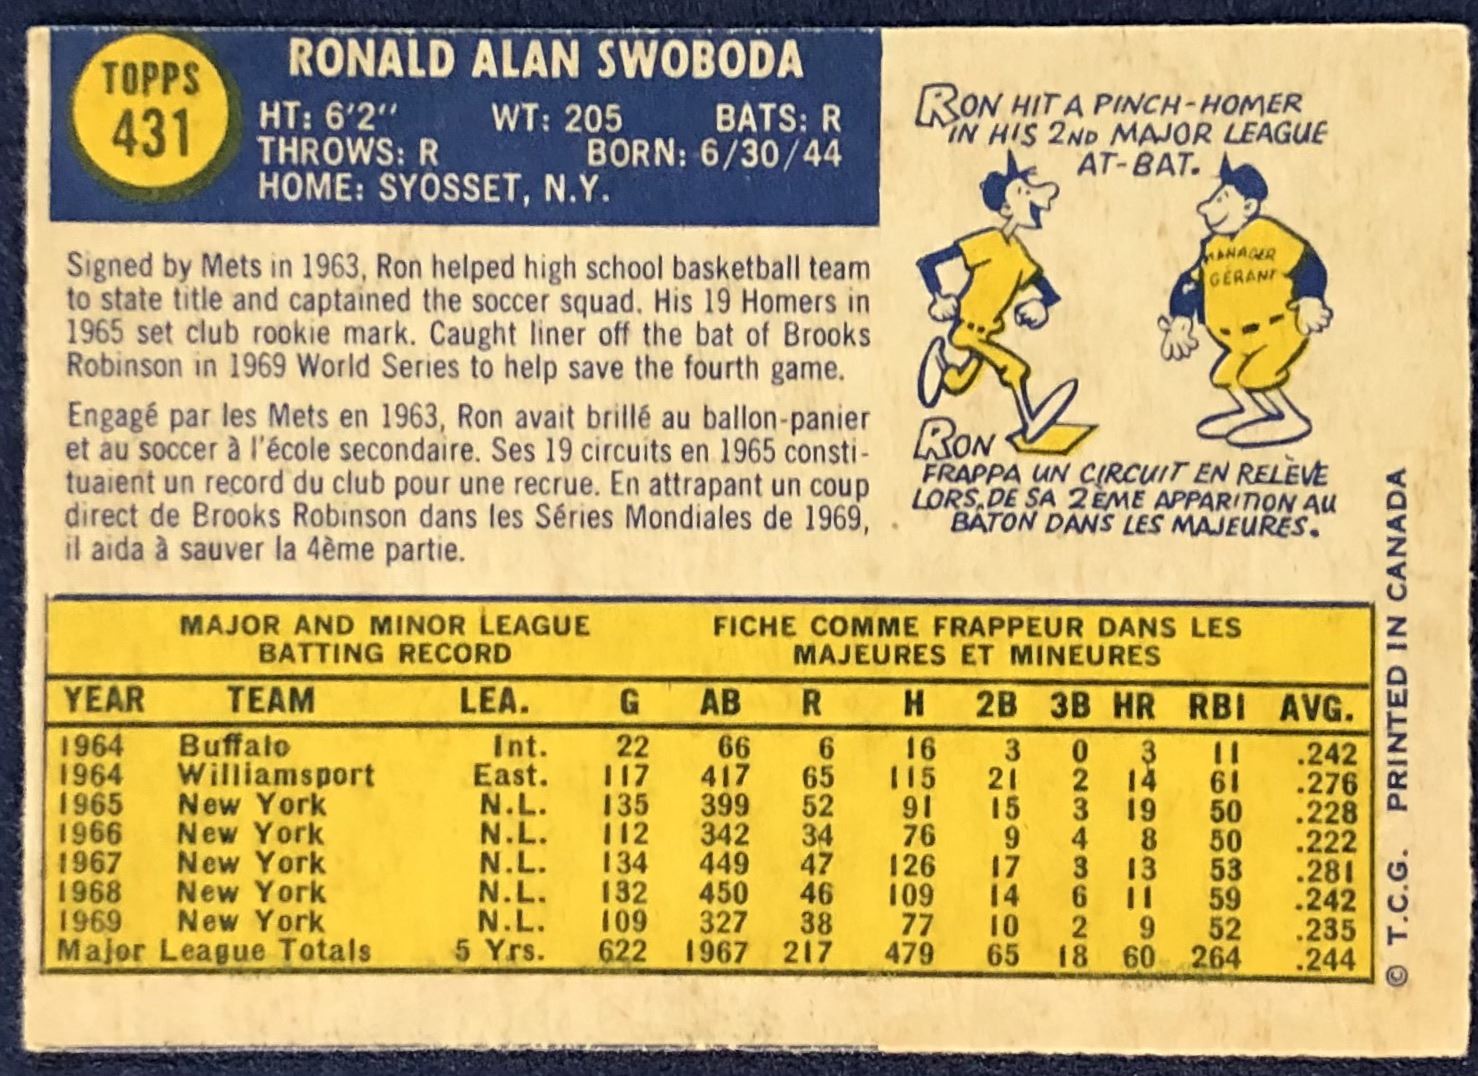 TOPPS
431
RONALD ALAN SWOBODA
HT: 6'2" WT: 205 BATS: R
THROWS: R BORN: 6/30/44
HOME: SYOSSET, N.Y.
Signed by Mets in 1963, Ron helped high school basketball team
to state title and captained the soccer squad. His 19 Homers in
1965 set club rookie mark. Caught liner off the bat of Brooks
Robinson in 1969 World Series to help save the fourth game.
Engagé par les Mets en 1963, Ron avait brillé au ballon-panier
et au soccer à l'école secondaire. Ses 19 circuits en 1965 consti-
tuaient un record du club pour une recrue. En attrapant un coup
direct de Brooks Robinson dans les Séries Mondiales de 1969,
il aida à sauver la 4ème partie.
RON HIT A PINCH-HOMER
IN HIS 2ND MAJOR LEAGUE
AT-BAT.
MANAGER
GÉRANT
RON
FRAPPA UN CIRCUIT EN RELÈVE
LORS.DE SA 2ÈME APPARITION AU
BÂTON DANS LES MAJEURES.
MAJOR AND MINOR LEAGUE
BATTING RECORD
FICHE COMME FRAPPEUR DANS LES
MAJEURES ET MINEURES
YEAR TEAM LEA. G AB R H 2B 3B HR RBI AVG.
1964 Buffalo Int. 22 66 6 16 3 0 3 11 .242
1964 Williamsport East. 117 417 65 115 21 2 14 61 .276
1965 New York N.L. 135 399 52 91 15 3 19 50 .228
1966 New York N.L. 112 342 34 76 9 4 8 50 .222
1967 New York N.L. 134 449 47 126 17 3 13 53 .281
1968 New York N.L. 132 450 46 109 14 6 11 59 .242
1969 New York N.L. 109 327 38 77 10 2 9 52 .235
Major League Totals 5 Yrs. 622 1967 217 479 65 18 60 264 .244
© T.C.G. PRINTED IN CANADA